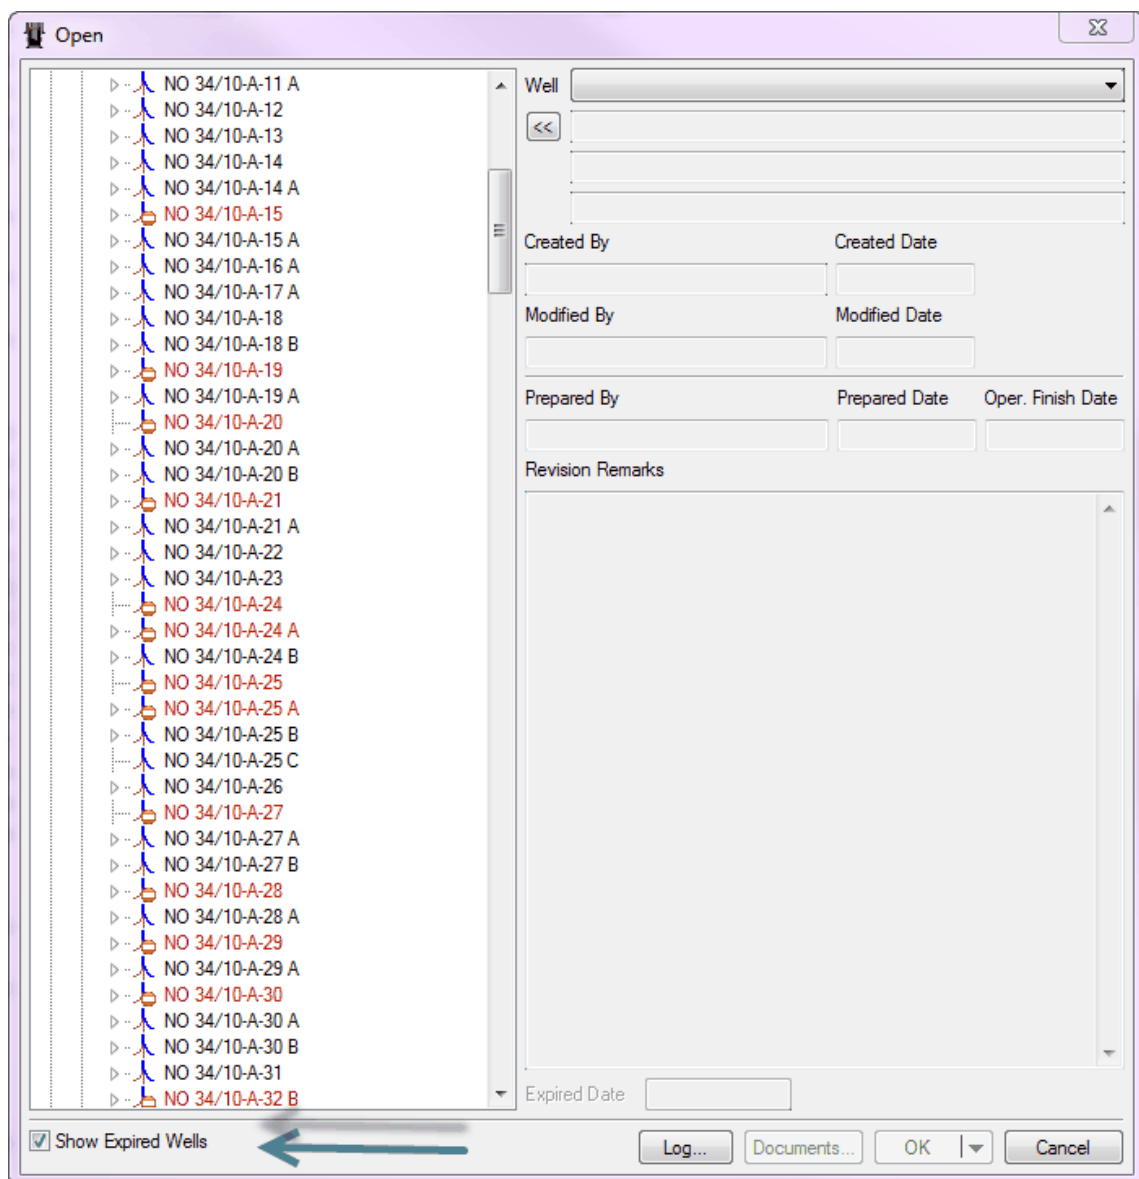 Open
NO 34/10-A-11 A
NO 34/10-A-12
NO 34/10-A-13
NO 34/10-A-14
NO 34/10-A-14 A
NO 34/10-A-15
NO 34/10-A-15 A
NO 34/10-A-16 A
NO 34/10-A-17 A
NO 34/10-A-18
NO 34/10-A-18 B
NO 34/10-A-19
NO 34/10-A-19 A
NO 34/10-A-20
NO 34/10-A-20 A
NO 34/10-A-20 B
NO 34/10-A-21
NO 34/10-A-21 A
NO 34/10-A-22
NO 34/10-A-23
NO 34/10-A-24
NO 34/10-A-24 A
NO 34/10-A-24 B
NO 34/10-A-25
NO 34/10-A-25 A
NO 34/10-A-25 B
NO 34/10-A-25 C
NO 34/10-A-26
NO 34/10-A-27
NO 34/10-A-27 A
NO 34/10-A-27 B
NO 34/10-A-28
NO 34/10-A-28 A
NO 34/10-A-29
NO 34/10-A-29 A
NO 34/10-A-30
NO 34/10-A-30 A
NO 34/10-A-30 B
NO 34/10-A-31
NO 34/10-A-32 B
Well
<<
Created By Created Date
Modified By Modified Date
Prepared By Prepared Date Oper. Finish Date
Revision Remarks
Expired Date
Show Expired Wells
Log... Documents... OK Cancel